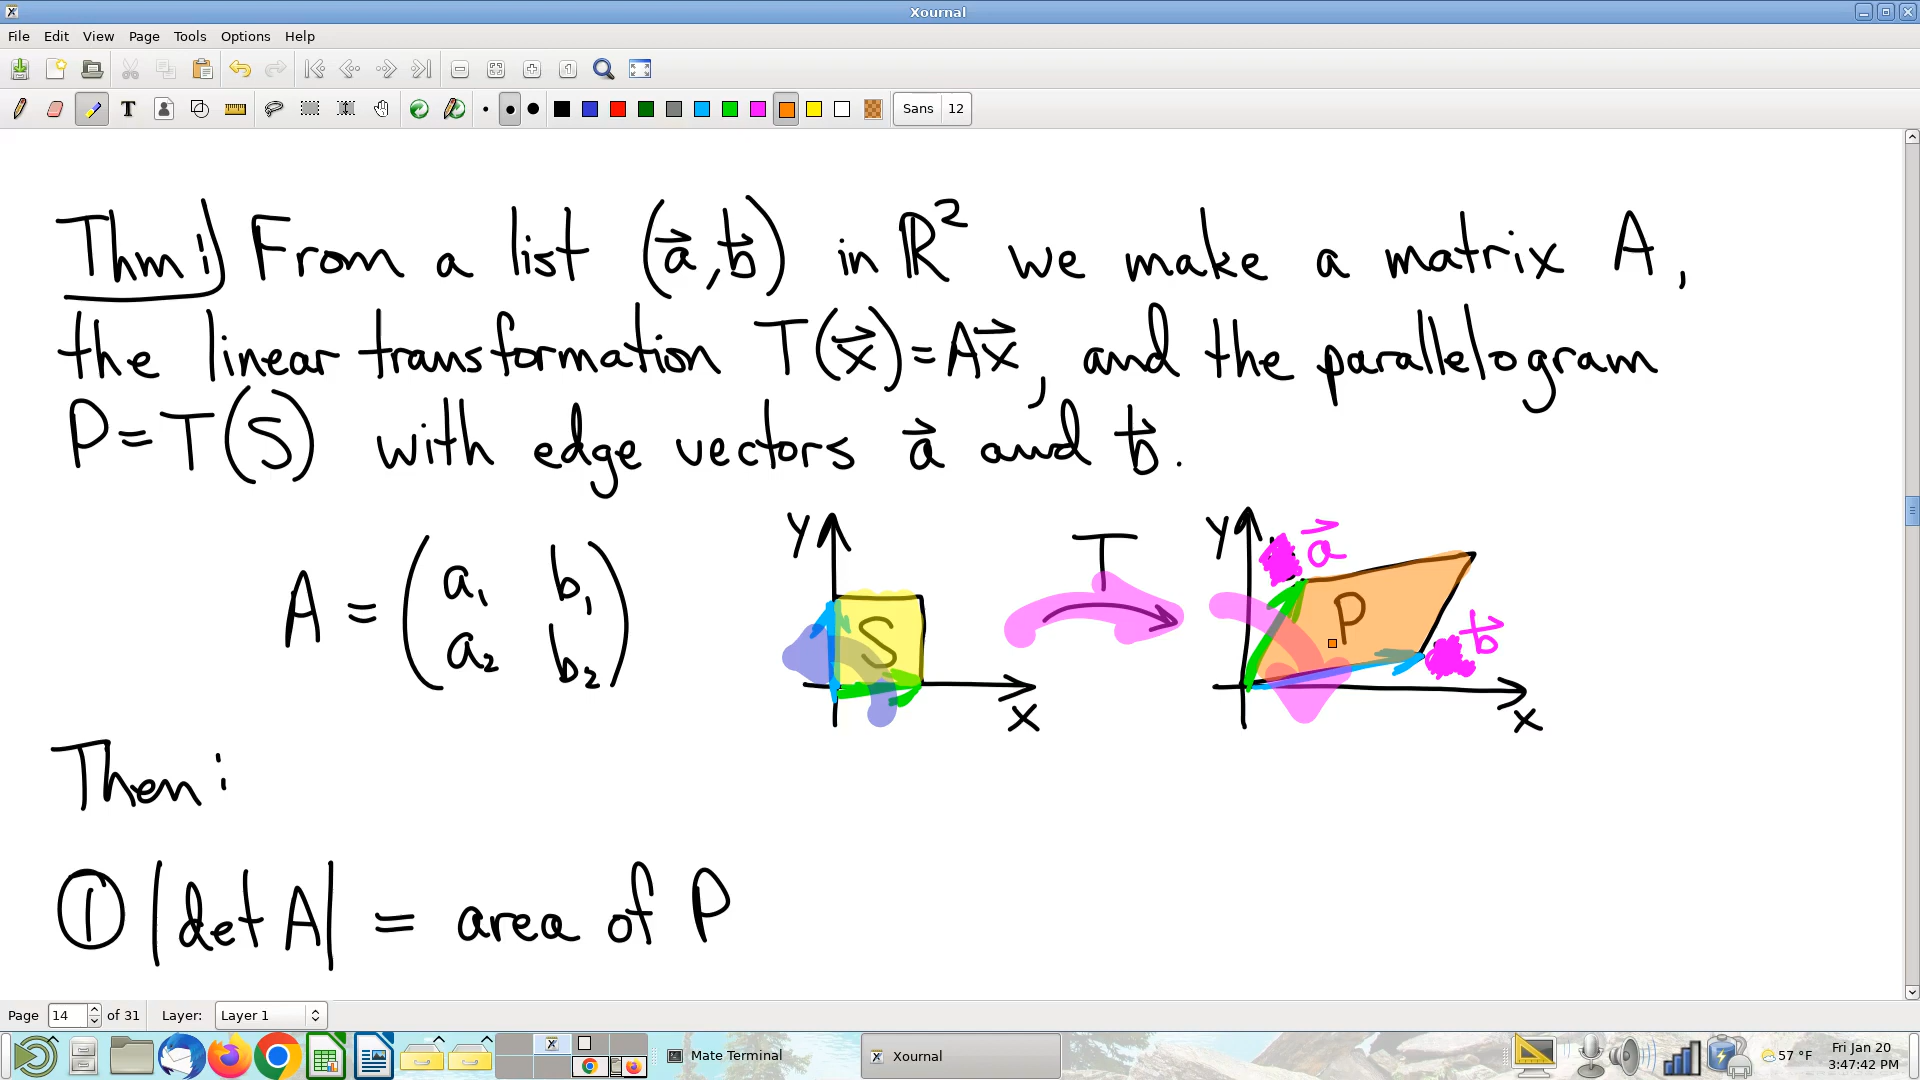 Xournal
File Edit View Page Tools Options Help
Sans 12
Thm: From a list (a⃗,b⃗) in ℝ² we make a matrix A,
the linear transformation T(x⃗)=Ax⃗, and the parallelogram
P=T(S) with edge vectors a⃗ and b⃗.
A = (a₁ b₁
a₂ b₂)
y S x
T
y a⃗ P b⃗ x
Then:
① |det A| = area of P
Page 14 of 31 Layer: Layer 1
Mate Terminal
Xournal
57 °F
Fri Jan 20
3:47:42 PM